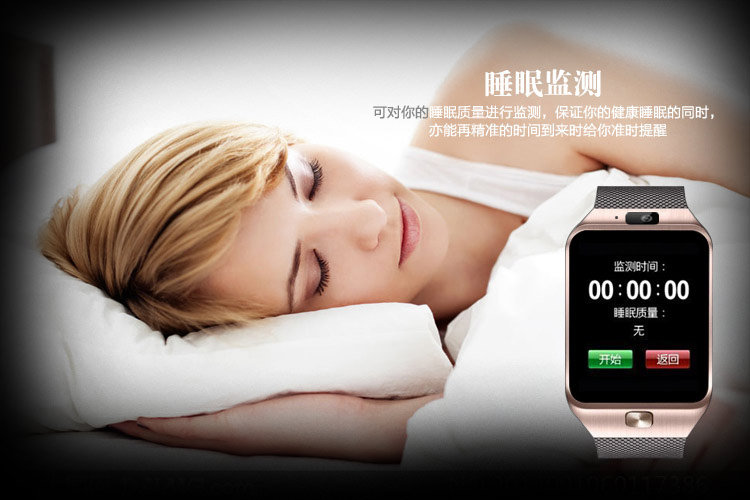 睡眠监测
可对你的睡眠质量进行监测，保证你的健康睡眠的同时，
亦能再精准的时间到来时给你准时提醒
监测时间：
00:00:00
睡眠质量：
无
开始 返回